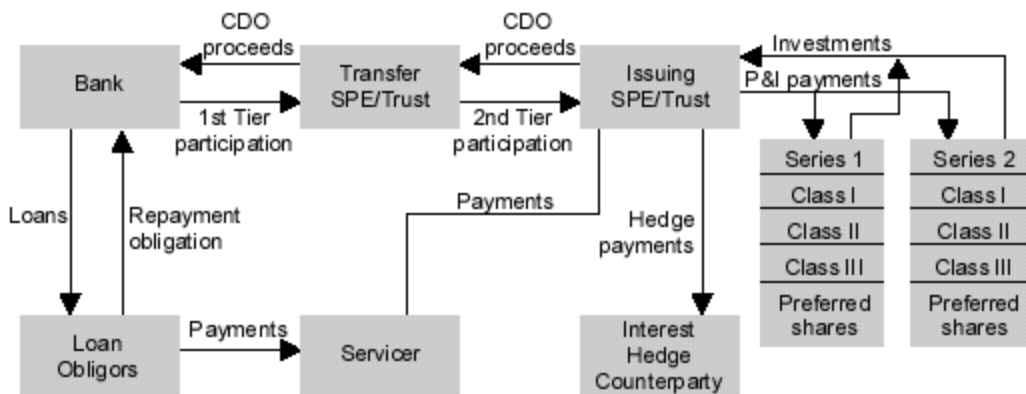 CDO
proceeds
CDO
proceeds
Investments
Bank
Transfer
SPE/Trust
Issuing
SPE/Trust
P&I payments
1st Tier
participation
2nd Tier
participation
Series 1
Class I
Class II
Class III
Preferred
shares
Series 2
Class I
Class II
Class III
Preferred
shares
Loans
Repayment
obligation
Payments
Hedge
payments
Loan
Obligors
Payments
Servicer
Interest
Hedge
Counterparty